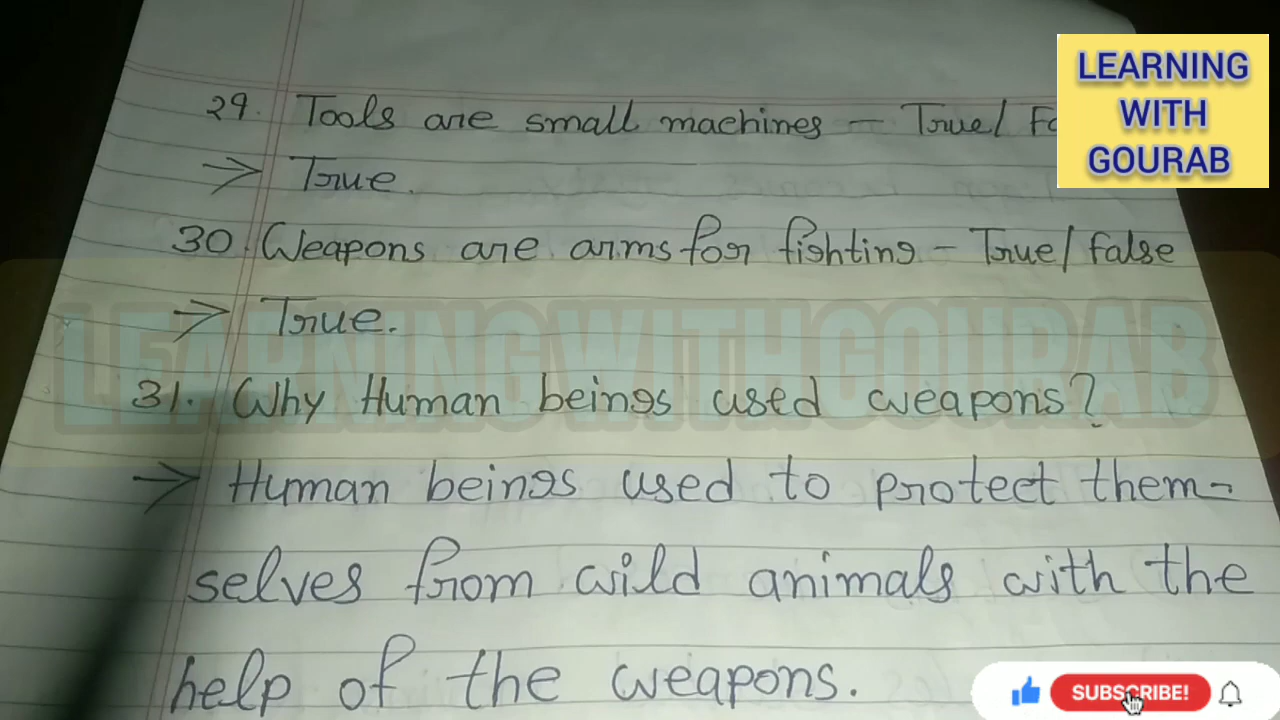 LEARNING
WITH
GOURAB
29. Tools are small machines - True/
→ True.
30. Weapons are arms for fighting - True/False
→ True.
LEARNING WITH GOURAB
31. Why Human beings used weapons?
→ Human beings used to protect them-
selves from wild animals with the
help of the weapons.
SUBSCRIBE!